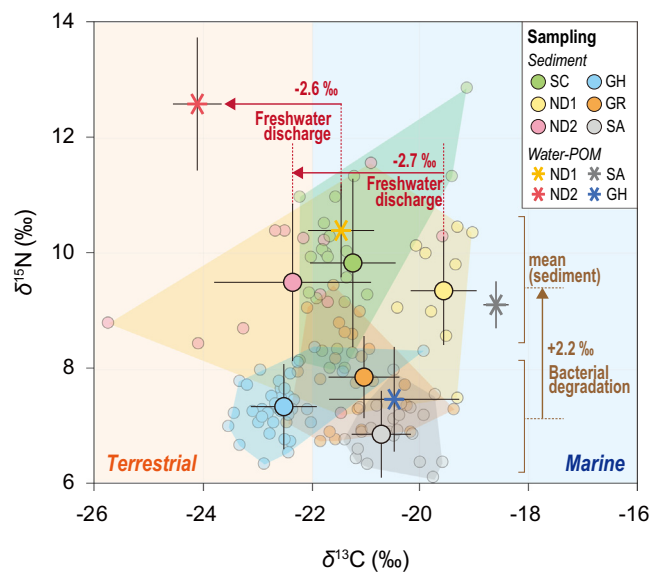 14
12
10
8
6
δ15N (‰)
-26
-24
-22
-20
-18
-16
δ13C (‰)
-2.6 ‰
Freshwater
discharge
-2.7 ‰
Freshwater
discharge
Sampling
Sediment
SC
GH
ND1
GR
ND2
SA
Water-POM
ND1
SA
ND2
GH
mean
(sediment)
+2.2 ‰
Bacterial
degradation
Terrestrial
Marine